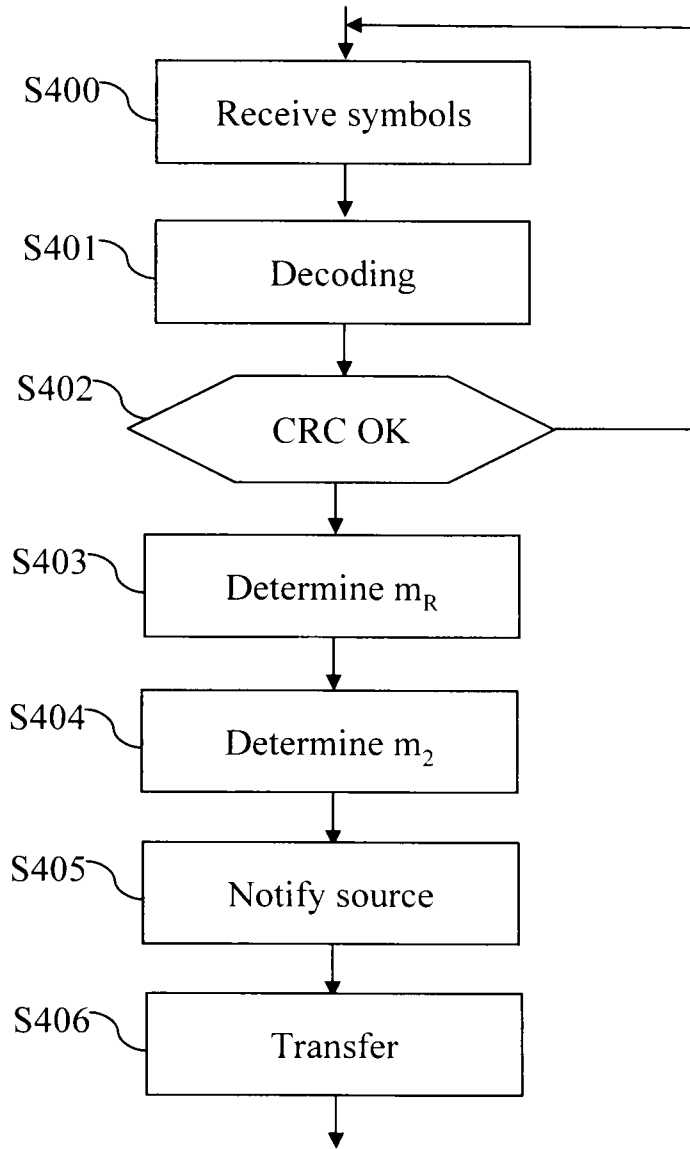 S400
Receive symbols
S401
Decoding
S402
CRC OK
S403
Determine m_R
S404
Determine m_2
S405
Notify source
S406
Transfer